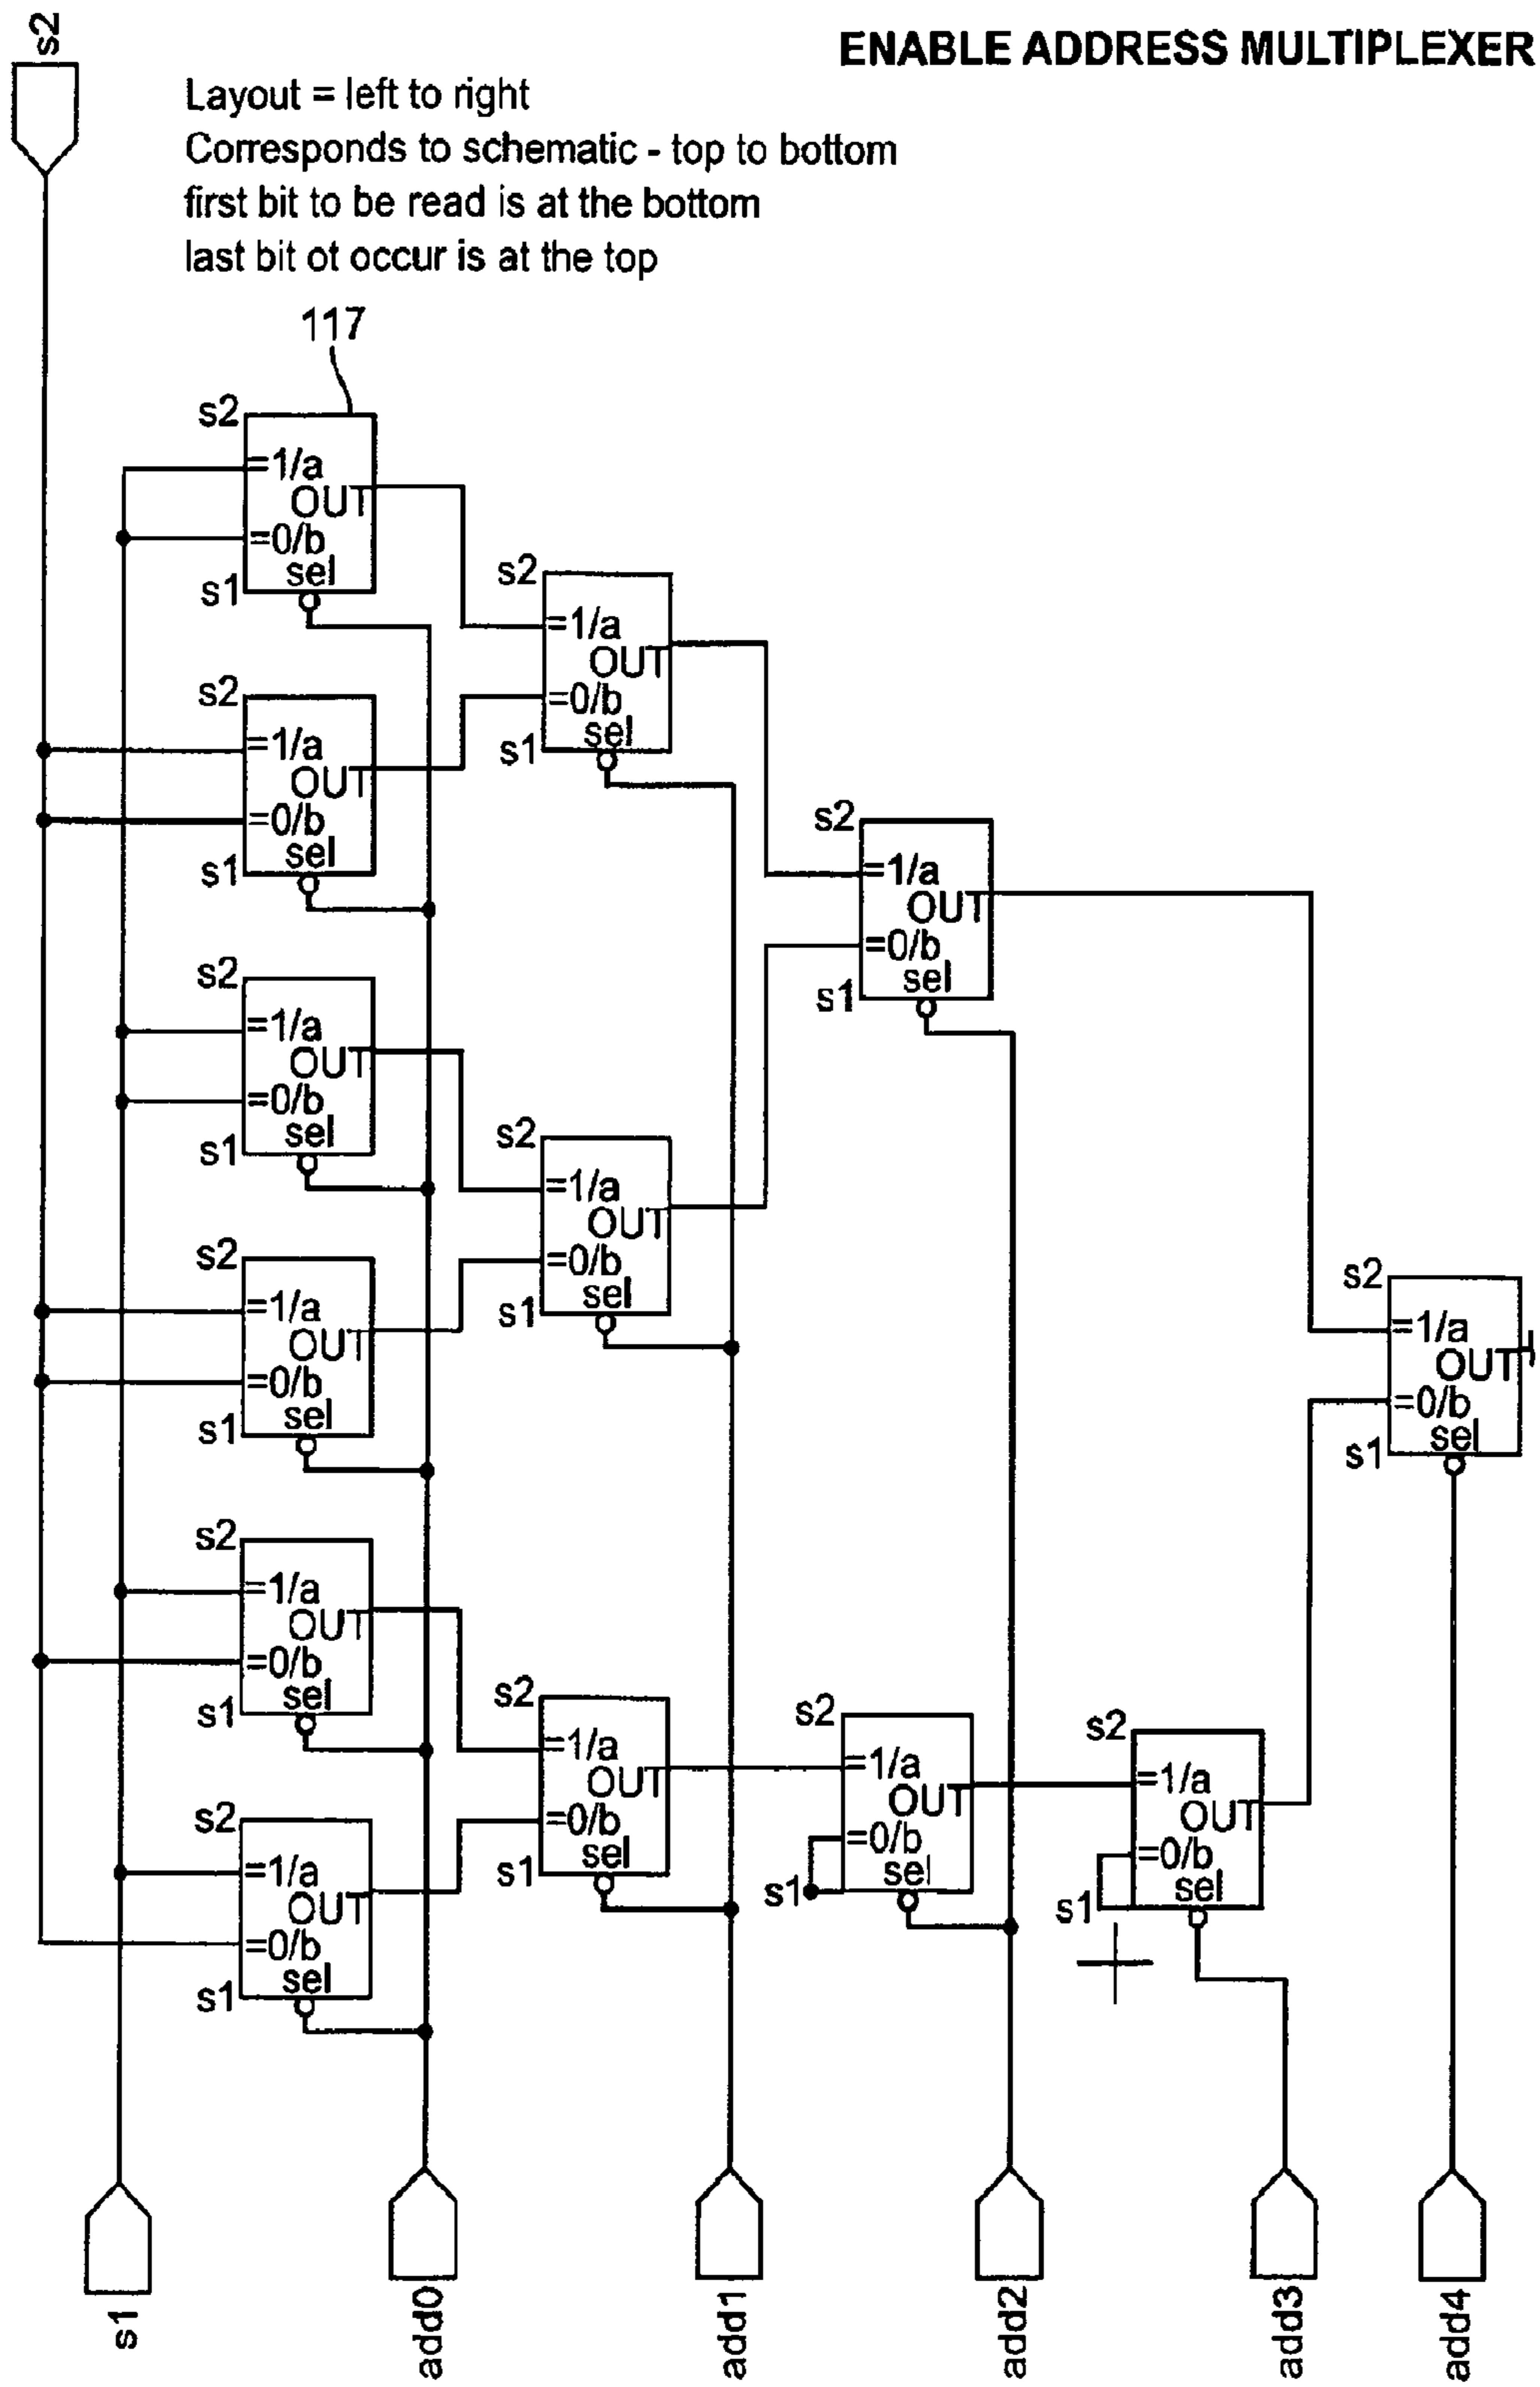 s2
ENABLE ADDRESS MULTIPLEXER
Layout = left to right
Corresponds to schematic - top to bottom
first bit to be read is at the bottom
last bit ot occur is at the top
117
s2
=1/a
OUT
=0/b
sel
s1
s2
=1/a
OUT
=0/b
sel
s1
s2
=1/a
OUT
=0/b
sel
s1
s2
=1/a
OUT
=0/b
sel
s1
s2
=1/a
OUT
=0/b
sel
s1
s2
=1/a
OUT
=0/b
sel
s1
s2
=1/a
OUT
=0/b
sel
s1
s2
=1/a
OUT
=0/b
sel
s1
s2
=1/a
OUT
=0/b
sel
s1
s2
=1/a
OUT
=0/b
sel
s1
s2
=1/a
OUT
=0/b
sel
s1
s2
=1/a
OUT
=0/b
sel
s1
s2
=1/a
OUT
=0/b
sel
s1
s1
add0
add1
add2
add3
add4